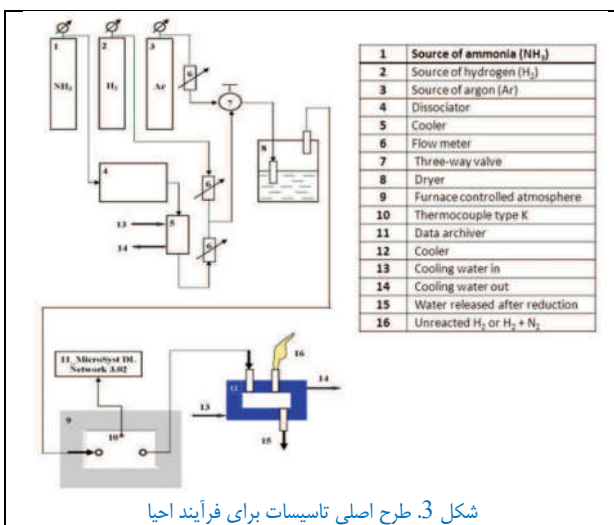 1
2
3
NH3
H2
Ar
6
7
8
4
6
5
13
14
6
1 Source of ammonia (NH3)
2 Source of hydrogen (H2)
3 Source of argon (Ar)
4 Dissociator
5 Cooler
6 Flow meter
7 Three-way valve
8 Dryer
9 Furnace controlled atmosphere
10 Thermocouple type K
11 Data archiver
12 Cooler
13 Cooling water in
14 Cooling water out
15 Water released after reduction
16 Unreacted H2 or H2 + N2
11_MicroSyst DL
Network 3.02
16
12
14
13
9
10
15
شکل 3. طرح اصلی تاسیسات برای فرآیند احیا